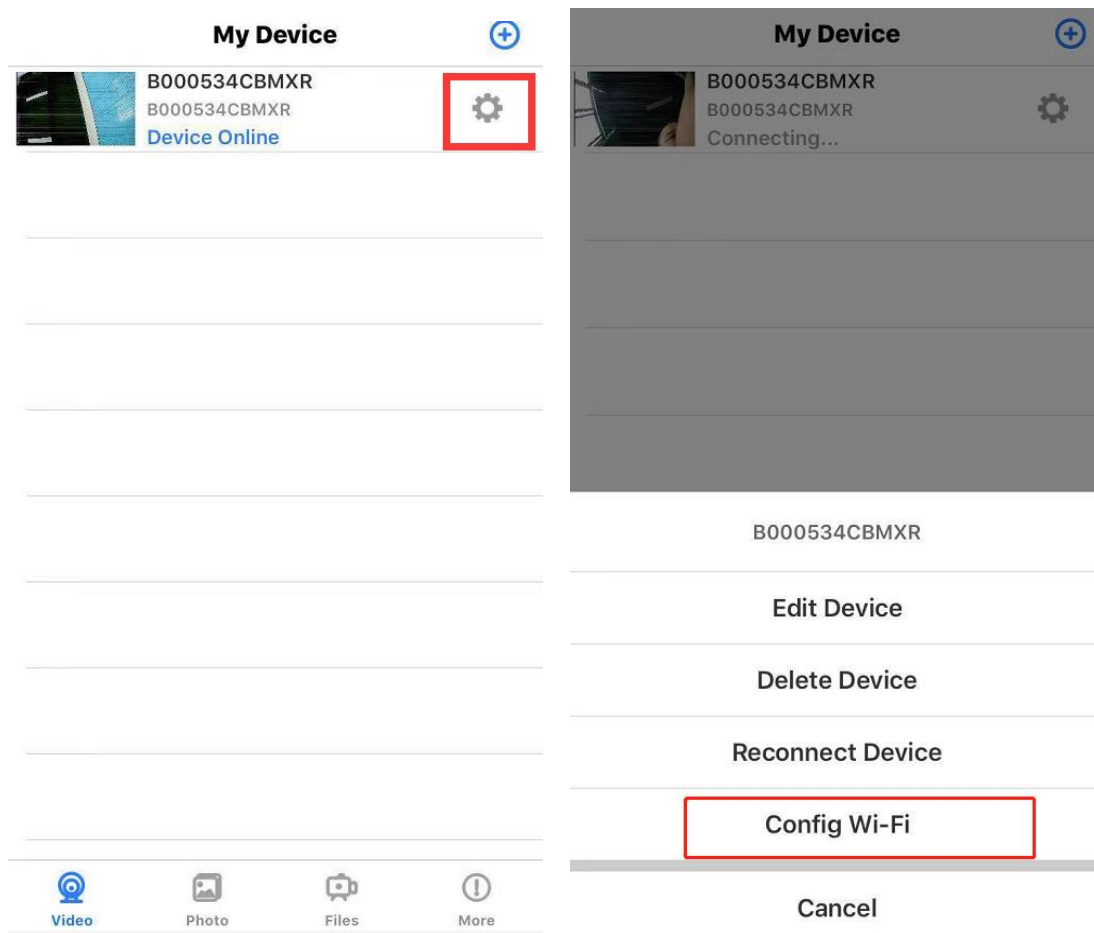 My Device
B000534CBMXR
B000534CBMXR
Device Online
Video
Photo
Files
More
My Device
B000534CBMXR
B000534CBMXR
Connecting...
B000534CBMXR
Edit Device
Delete Device
Reconnect Device
Config Wi-Fi
Cancel